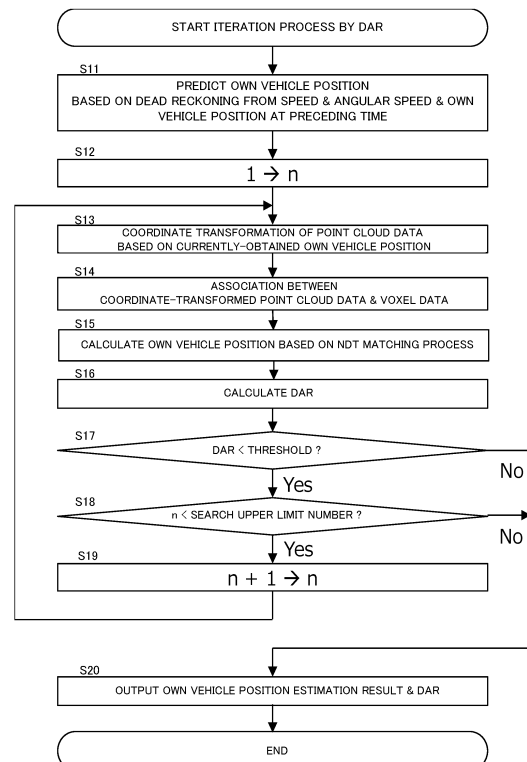 START ITERATION PROCESS BY DAR
S11
PREDICT OWN VEHICLE POSITION
BASED ON DEAD RECKONING FROM SPEED & ANGULAR SPEED & OWN
VEHICLE POSITION AT PRECEDING TIME
S12
1 → n
S13
COORDINATE TRANSFORMATION OF POINT CLOUD DATA
BASED ON CURRENTLY-OBTAINED OWN VEHICLE POSITION
S14
ASSOCIATION BETWEEN
COORDINATE-TRANSFORMED POINT CLOUD DATA & VOXEL DATA
S15
CALCULATE OWN VEHICLE POSITION BASED ON NDT MATCHING PROCESS
S16
CALCULATE DAR
S17
DAR < THRESHOLD ?
No
Yes
S18
n < SEARCH UPPER LIMIT NUMBER ?
No
Yes
S19
n + 1 → n
S20
OUTPUT OWN VEHICLE POSITION ESTIMATION RESULT & DAR
END